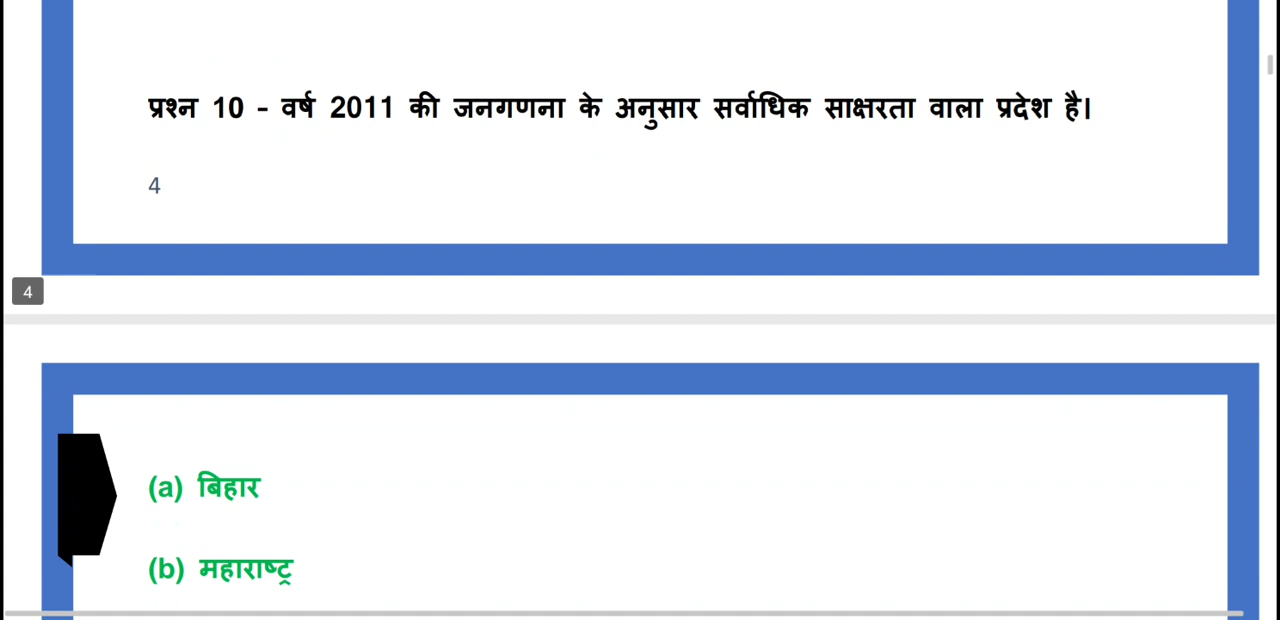 प्रश्न 10 - वर्ष 2011 की जनगणना के अनुसार सर्वाधिक साक्षरता वाला प्रदेश है।
4
4
(a) बिहार
(b) महाराष्ट्र